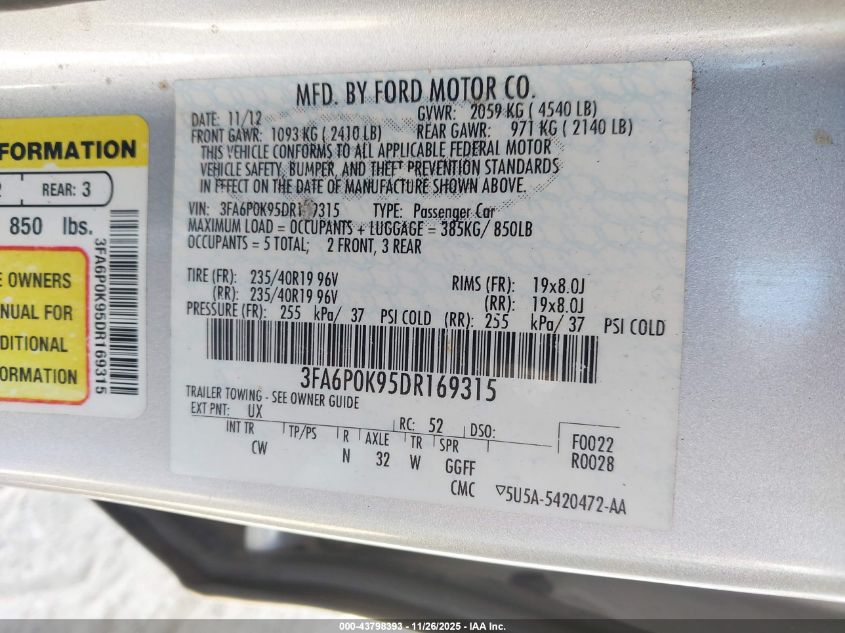 MFD. BY FORD MOTOR CO.
DATE: 11/12 GVWR: 2059 KG ( 4540 LB)
FRONT GAWR: 1093 KG ( 2410 LB) REAR GAWR: 971 KG ( 2140 LB)
THIS VEHICLE CONFORMS TO ALL APPLICABLE FEDERAL MOTOR
VEHICLE SAFETY, BUMPER, AND THEFT PREVENTION STANDARDS
IN EFFECT ON THE DATE OF MANUFACTURE SHOWN ABOVE.
VIN: 3FA6P0K95DR169315 TYPE: Passenger Car
MAXIMUM LOAD = OCCUPANTS + LUGGAGE = 385KG/ 850LB
OCCUPANTS = 5 TOTAL; 2 FRONT, 3 REAR
TIRE (FR): 235/40R19 96V RIMS (FR): 19x8.0J
(RR): 235/40R19 96V (RR): 19x8.0J
PRESSURE (FR): 255 kPa/ 37 PSI COLD (RR): 255 kPa/ 37 PSI COLD
3FA6P0K95DR169315
TRAILER TOWING - SEE OWNER GUIDE
EXT PNT: UX RC: 52 DSO:
INT TR TP/PS R AXLE TR SPR F0022
CW N 32 W GGFF R0028
CMC ▽5U5A-5420472-AA
FORMATION
2 REAR: 3
850 lbs.
E OWNERS
NUAL FOR
DITIONAL
ORMATION
3FA6P0K95DR169315
000-43798393 — 11/26/2025 — IAA Inc.